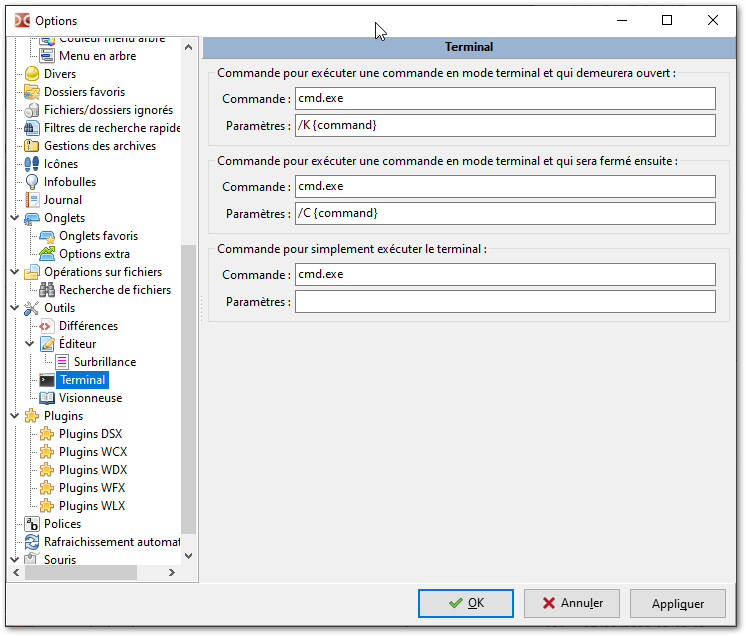 Options
Couleur menu arbre
Menu en arbre
Divers
Dossiers favoris
Fichiers/dossiers ignorés
Filtres de recherche rapide
Gestions des archives
Icônes
Infobulles
Journal
Onglets
Onglets favoris
Options extra
Opérations sur fichiers
Recherche de fichiers
Outils
Différences
Éditeur
Surbrillance
Terminal
Visionneuse
Plugins
Plugins DSX
Plugins WCX
Plugins WDX
Plugins WFX
Plugins WLX
Polices
Rafraichissement automat
Souris
Terminal
Commande pour exécuter une commande en mode terminal et qui demeurera ouvert :
Commande : cmd.exe
Paramètres : /K {command}
Commande pour exécuter une commande en mode terminal et qui sera fermé ensuite :
Commande : cmd.exe
Paramètres : /C {command}
Commande pour simplement exécuter le terminal :
Commande : cmd.exe
Paramètres :
OK
Annuler
Appliquer